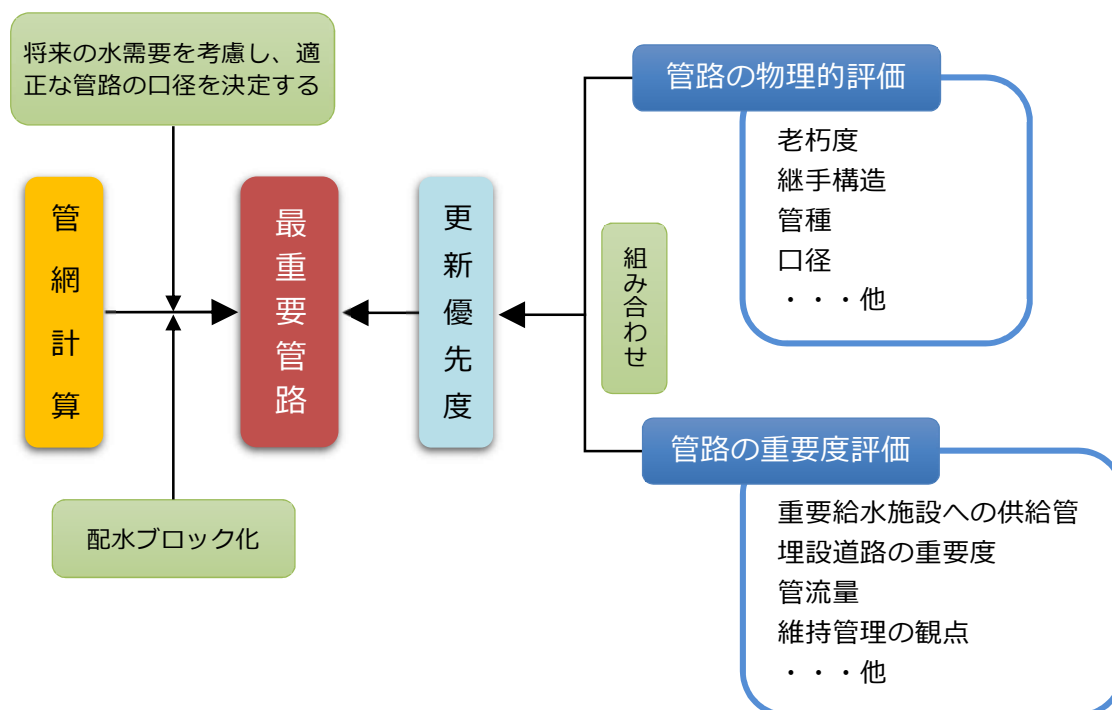 将来の水需要を考慮し、適
正な管路の口径を決定する
管網計算
最重要管路
更新優先度
配水ブロック化
組み合わせ
管路の物理的評価
老朽度
継手構造
管種
口径
・・・他
管路の重要度評価
重要給水施設への供給管
埋設道路の重要度
管流量
維持管理の観点
・・・他